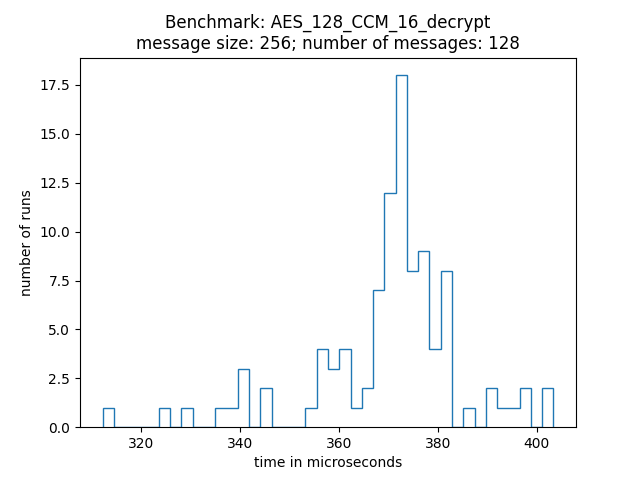 Benchmark: AES_128_CCM_16_decrypt
message size: 256; number of messages: 128
17.5
15.0
12.5
10.0
7.5
5.0
2.5
0.0
number of runs
320 340 360 380 400
time in microseconds